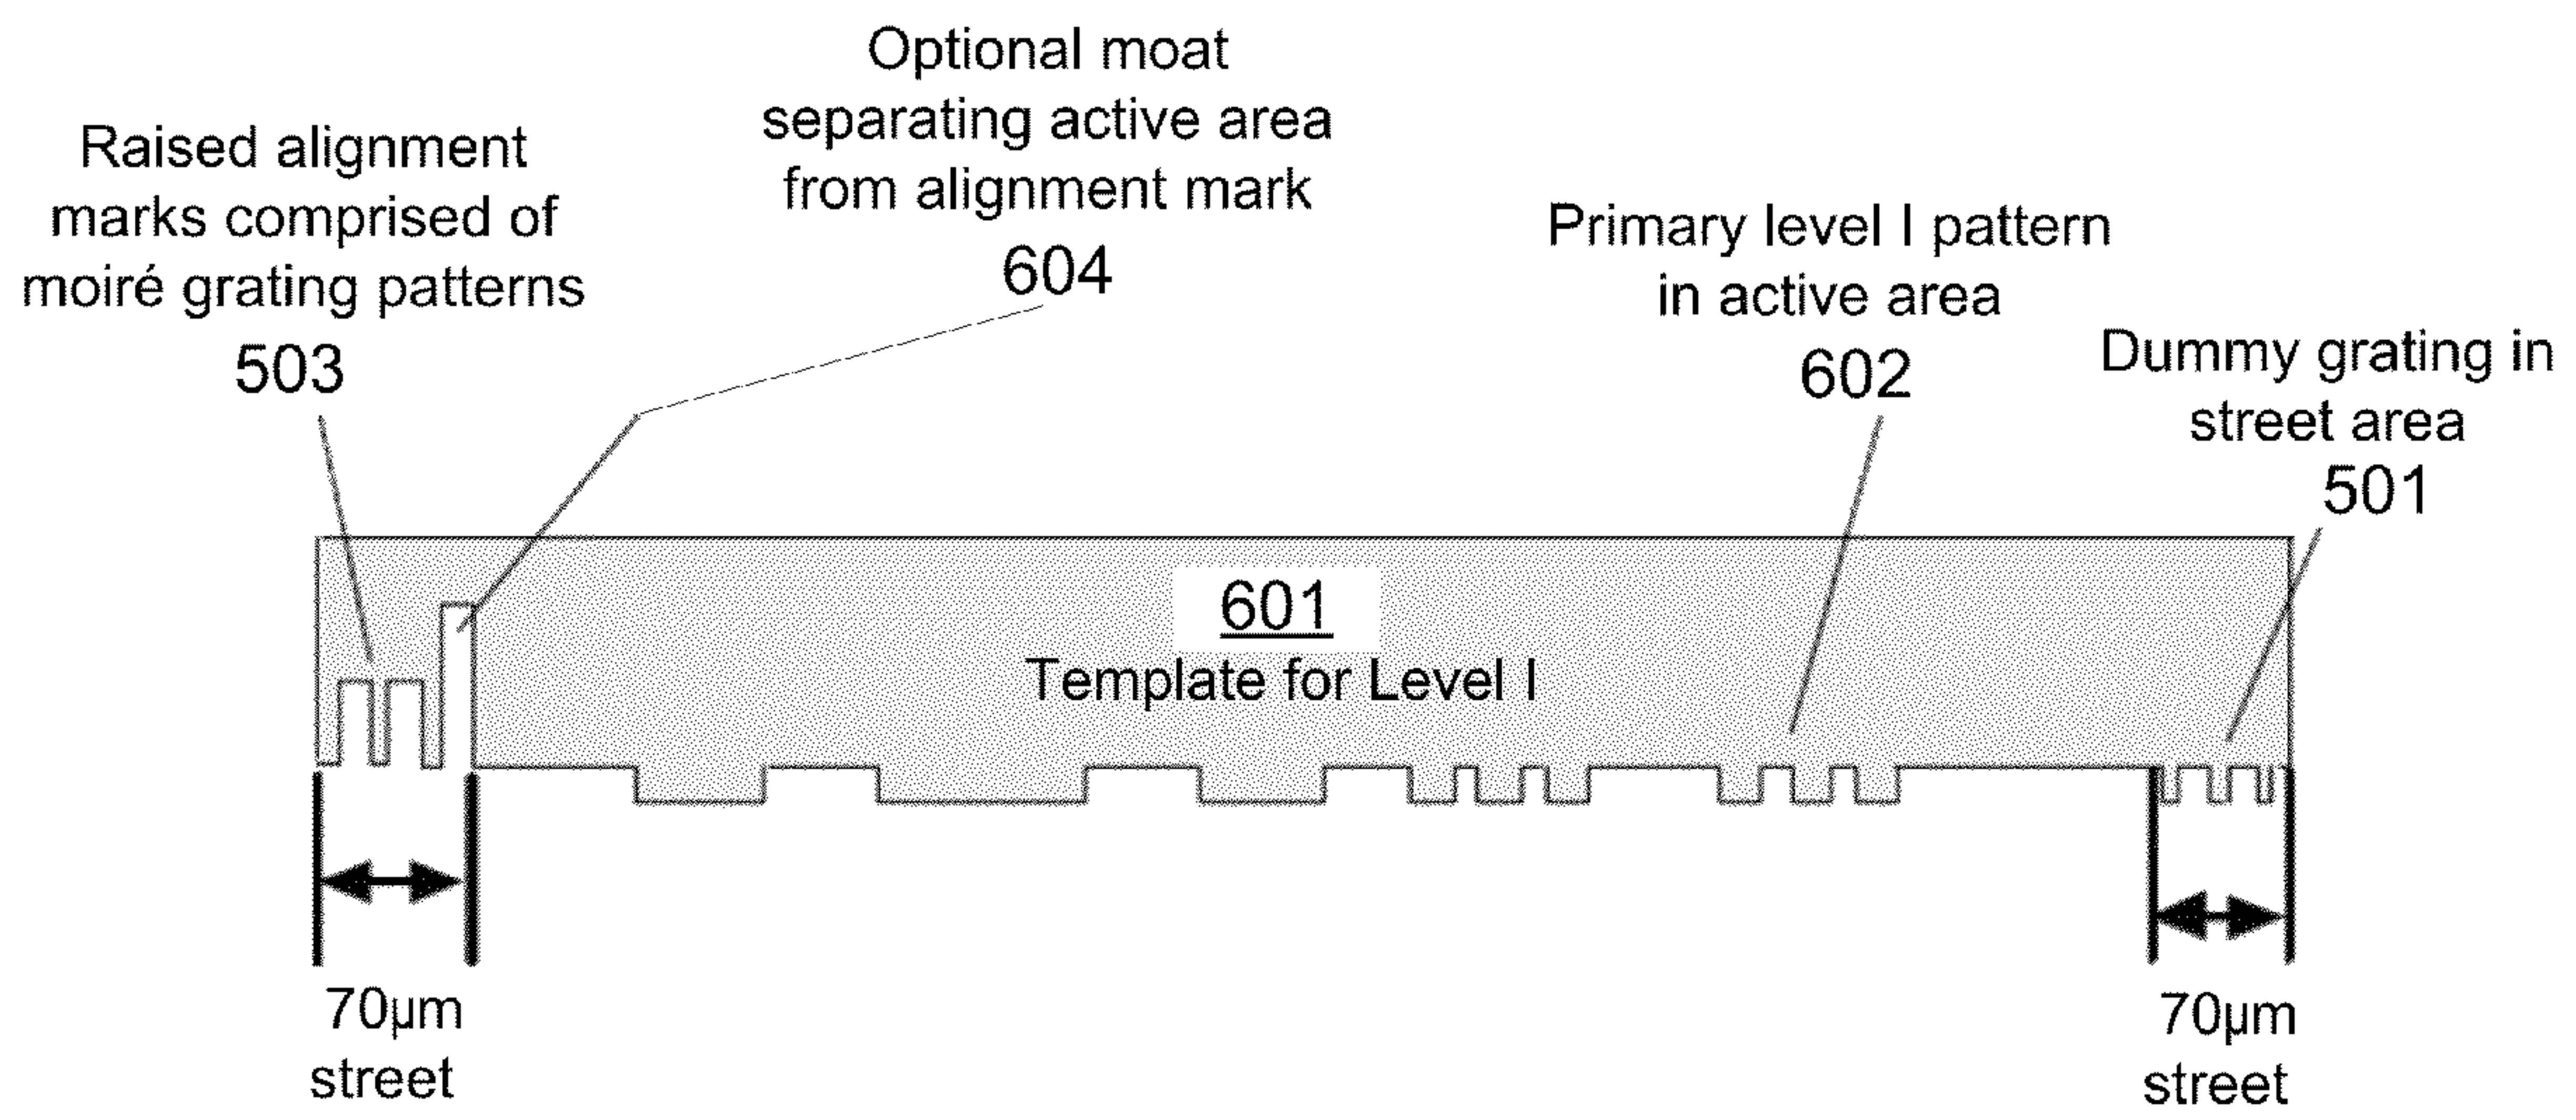 Optional moat
separating active area
from alignment mark
604
Raised alignment
marks comprised of
moiré grating patterns
503
Primary level I pattern
in active area
602
Dummy grating in
street area
501
601
Template for Level I
70µm
street
70µm
street